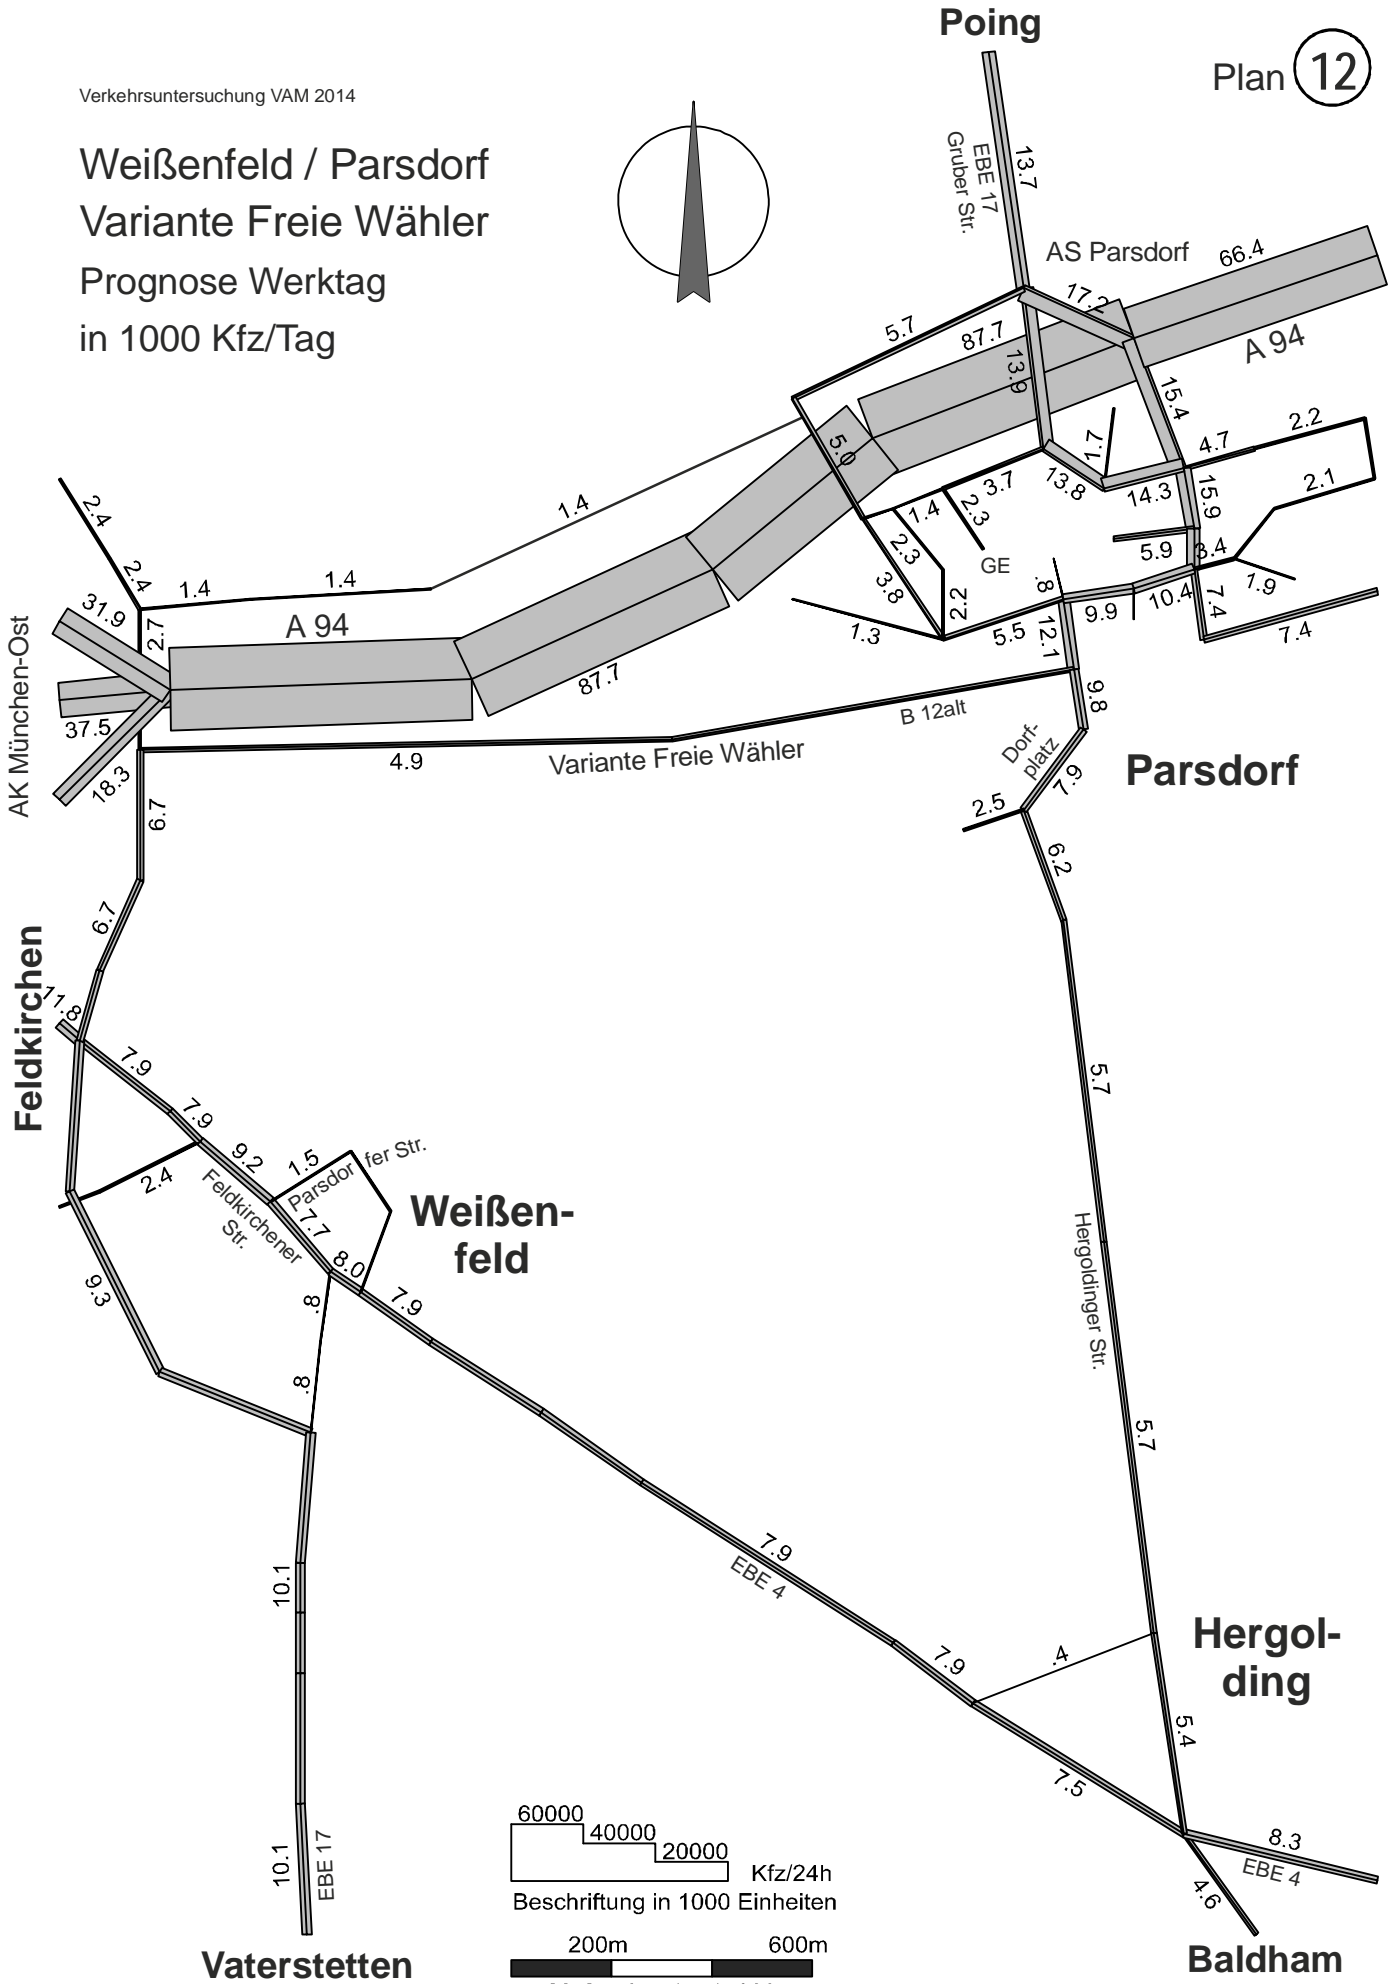 Poing
Plan 12
Verkehrsuntersuchung VAM 2014
Weißenfeld / Parsdorf
Variante Freie Wähler
Prognose Werktag
in 1000 Kfz/Tag
EBE 17
Gruber Str.
13.7
AS Parsdorf
66.4
17.2
5.7
87.7
13.9
A 94
15.4
5.0
1.7
4.7
2.2
2.1
3.7
13.8
14.3
15.9
1.4
2.3
2.3
GE
5.9
3.4
1.9
1.4
2.4
2.4
1.4
1.4
31.9
2.7
A 94
3.8
2.2
.8
9.9
10.4
7.4
7.4
1.3
5.5
12.1
AK München-Ost
37.5
18.3
87.7
9.8
B 12alt
4.9
Variante Freie Wähler
Dorf-
platz
7.9
Parsdorf
2.5
6.7
6.2
6.7
Feldkirchen
11.8
7.9
7.9
5.7
9.2
1.5
Parsdor fer Str.
2.4
Feldkirchener
Str.
7.7
Weißen-
feld
8.0
7.9
.8
9.3
Hergoldinger Str.
.8
5.7
7.9
EBE 4
10.1
7.9
.4
Hergol-
ding
5.4
7.5
60000
40000
20000
Kfz/24h
Beschriftung in 1000 Einheiten
8.3
EBE 4
4.6
10.1
EBE 17
200m
600m
Vaterstetten
Baldham